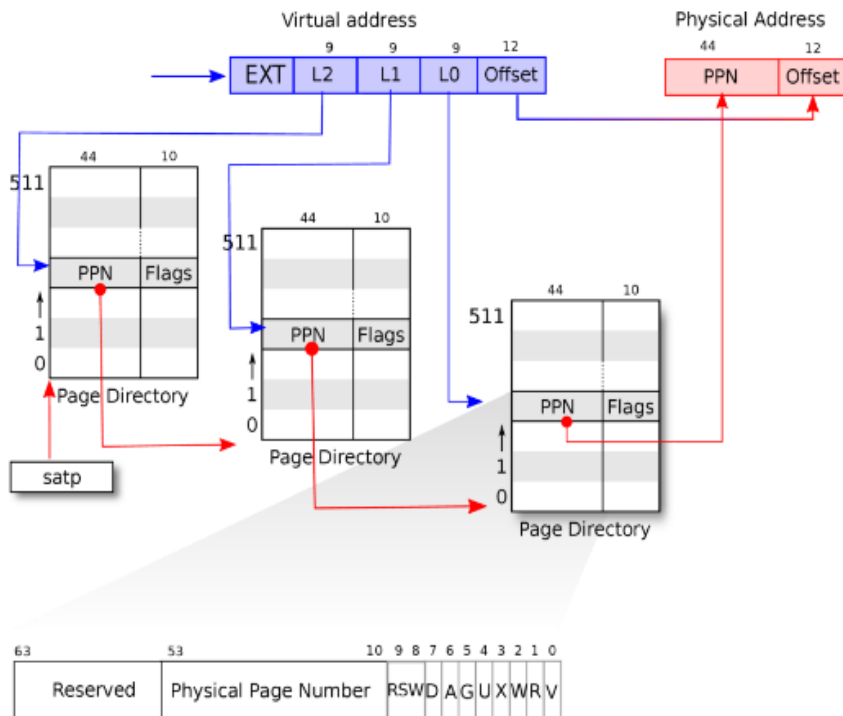 Virtual address
Physical Address
9 9 9 12
44 12
EXT L2 L1 L0 Offset
PPN Offset
44 10
511
PPN Flags
1
0
Page Directory
satp
44 10
511
PPN Flags
1
0
Page Directory
44 10
511
PPN Flags
1
0
Page Directory
63 53 10 9 8 7 6 5 4 3 2 1 0
Reserved Physical Page Number RSW D A G U X W R V